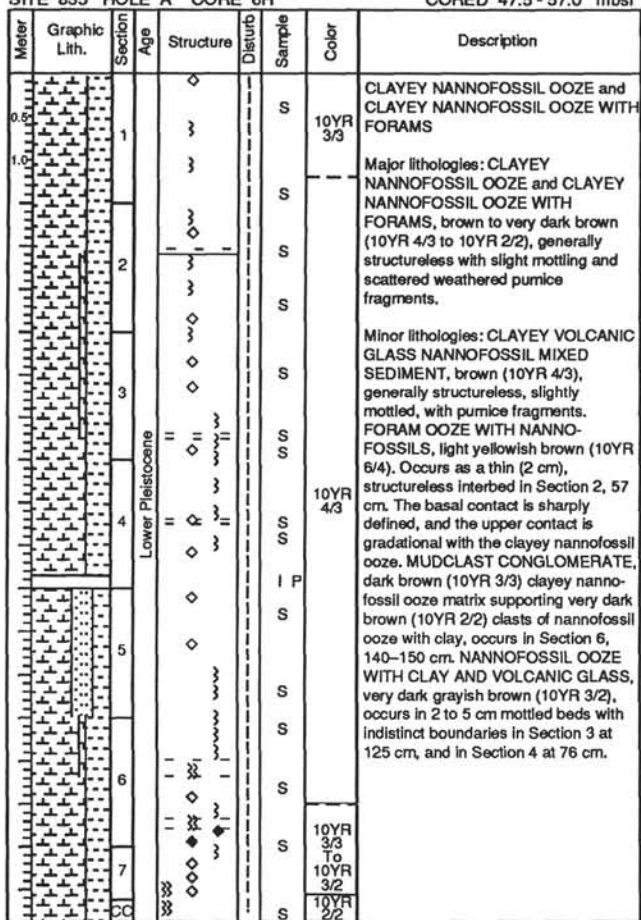 SITE 833 HOLE A CORE 6H CORED 47.5 - 57.0 mbsf
Meter
Graphic Lith.
Section
Age
Structure
Disturb
Sample
Color
Description
0.5
1.0
1
2
3
4
5
6
7
CC
Lower Pleistocene
S
S
S
S
S
S
S
S
S
I P
S
S
S
S
S
S
10YR
3/3
10YR
4/3
10YR
3/3
To
10YR
3/2
10YR
2/2
CLAYEY NANNOFOSSIL OOZE and
CLAYEY NANNOFOSSIL OOZE WITH
FORAMS
Major lithologies: CLAYEY
NANNOFOSSIL OOZE and CLAYEY
NANNOFOSSIL OOZE WITH
FORAMS, brown to very dark brown
(10YR 4/3 to 10YR 2/2), generally
structureless with slight mottling and
scattered weathered pumice
fragments.
Minor lithologies: CLAYEY VOLCANIC
GLASS NANNOFOSSIL MIXED
SEDIMENT, brown (10YR 4/3),
generally structureless, slightly
mottled, with pumice fragments.
FORAM OOZE WITH NANNO-
FOSSILS, light yellowish brown (10YR
6/4). Occurs as a thin (2 cm),
structureless interbed in Section 2, 57
cm. The basal contact is sharply
defined, and the upper contact is
gradational with the clayey nannofossil
ooze. MUDCLAST CONGLOMERATE,
dark brown (10YR 3/3) clayey nanno-
fossil ooze matrix supporting very dark
brown (10YR 2/2) clasts of nannofossil
ooze with clay, occurs in Section 6,
140–150 cm. NANNOFOSSIL OOZE
WITH CLAY AND VOLCANIC GLASS,
very dark grayish brown (10YR 3/2),
occurs in 2 to 5 cm mottled beds with
indistinct boundaries in Section 3 at
125 cm, and in Section 4 at 76 cm.